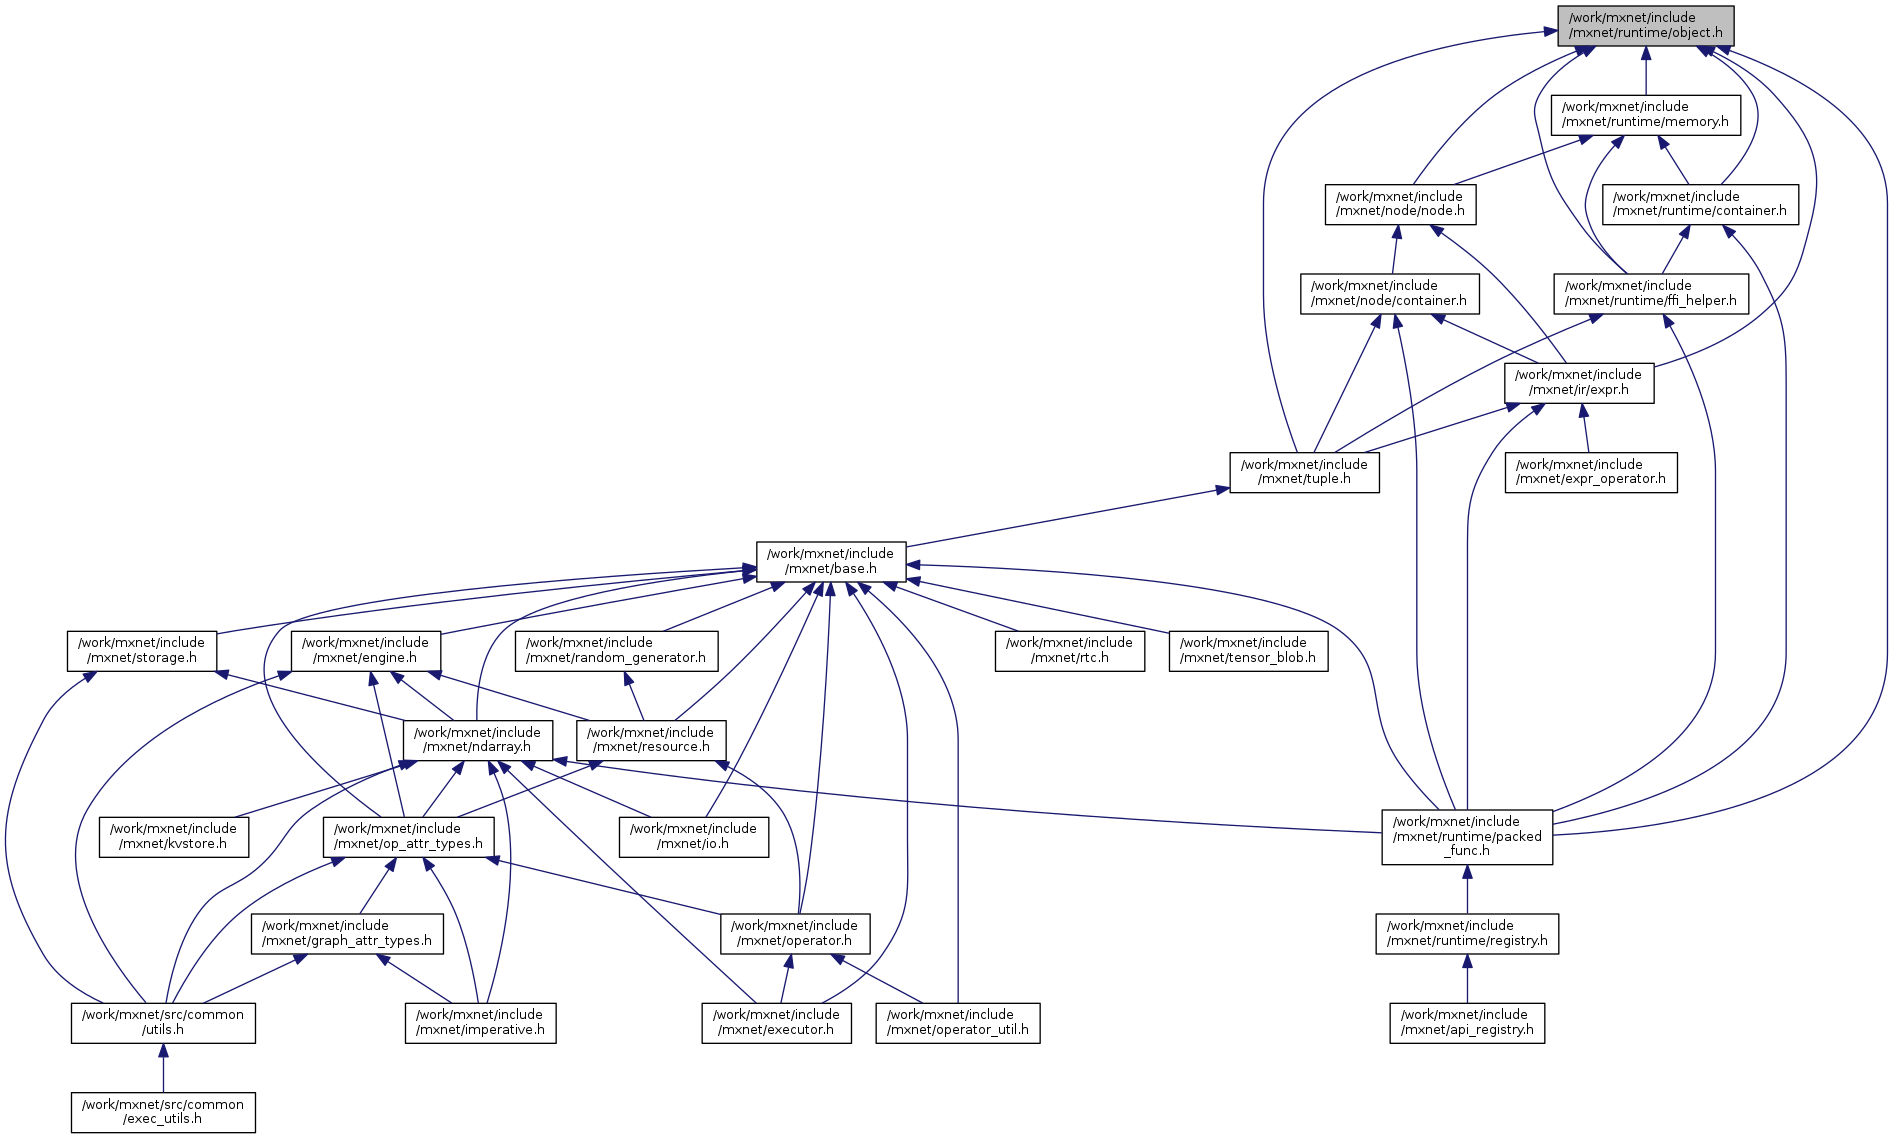 /work/mxnet/include
/mxnet/runtime/object.h
/work/mxnet/include
/mxnet/runtime/memory.h
/work/mxnet/include
/mxnet/node/node.h
/work/mxnet/include
/mxnet/runtime/container.h
/work/mxnet/include
/mxnet/node/container.h
/work/mxnet/include
/mxnet/runtime/ffi_helper.h
/work/mxnet/include
/mxnet/ir/expr.h
/work/mxnet/include
/mxnet/tuple.h
/work/mxnet/include
/mxnet/expr_operator.h
/work/mxnet/include
/mxnet/base.h
/work/mxnet/include
/mxnet/storage.h
/work/mxnet/include
/mxnet/engine.h
/work/mxnet/include
/mxnet/random_generator.h
/work/mxnet/include
/mxnet/rtc.h
/work/mxnet/include
/mxnet/tensor_blob.h
/work/mxnet/include
/mxnet/ndarray.h
/work/mxnet/include
/mxnet/resource.h
/work/mxnet/include
/mxnet/kvstore.h
/work/mxnet/include
/mxnet/op_attr_types.h
/work/mxnet/include
/mxnet/io.h
/work/mxnet/include
/mxnet/runtime/packed
_func.h
/work/mxnet/include
/mxnet/graph_attr_types.h
/work/mxnet/include
/mxnet/operator.h
/work/mxnet/include
/mxnet/runtime/registry.h
/work/mxnet/src/common
/utils.h
/work/mxnet/include
/mxnet/imperative.h
/work/mxnet/include
/mxnet/executor.h
/work/mxnet/include
/mxnet/operator_util.h
/work/mxnet/include
/mxnet/api_registry.h
/work/mxnet/src/common
/exec_utils.h